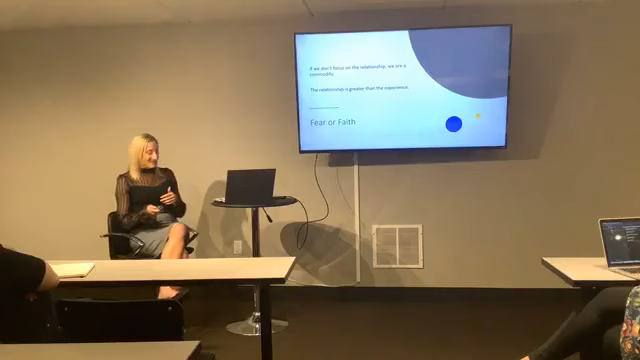 If we don't focus on the relationship, we are a
commodity.
The relationship is greater than the experience.
Fear or Faith